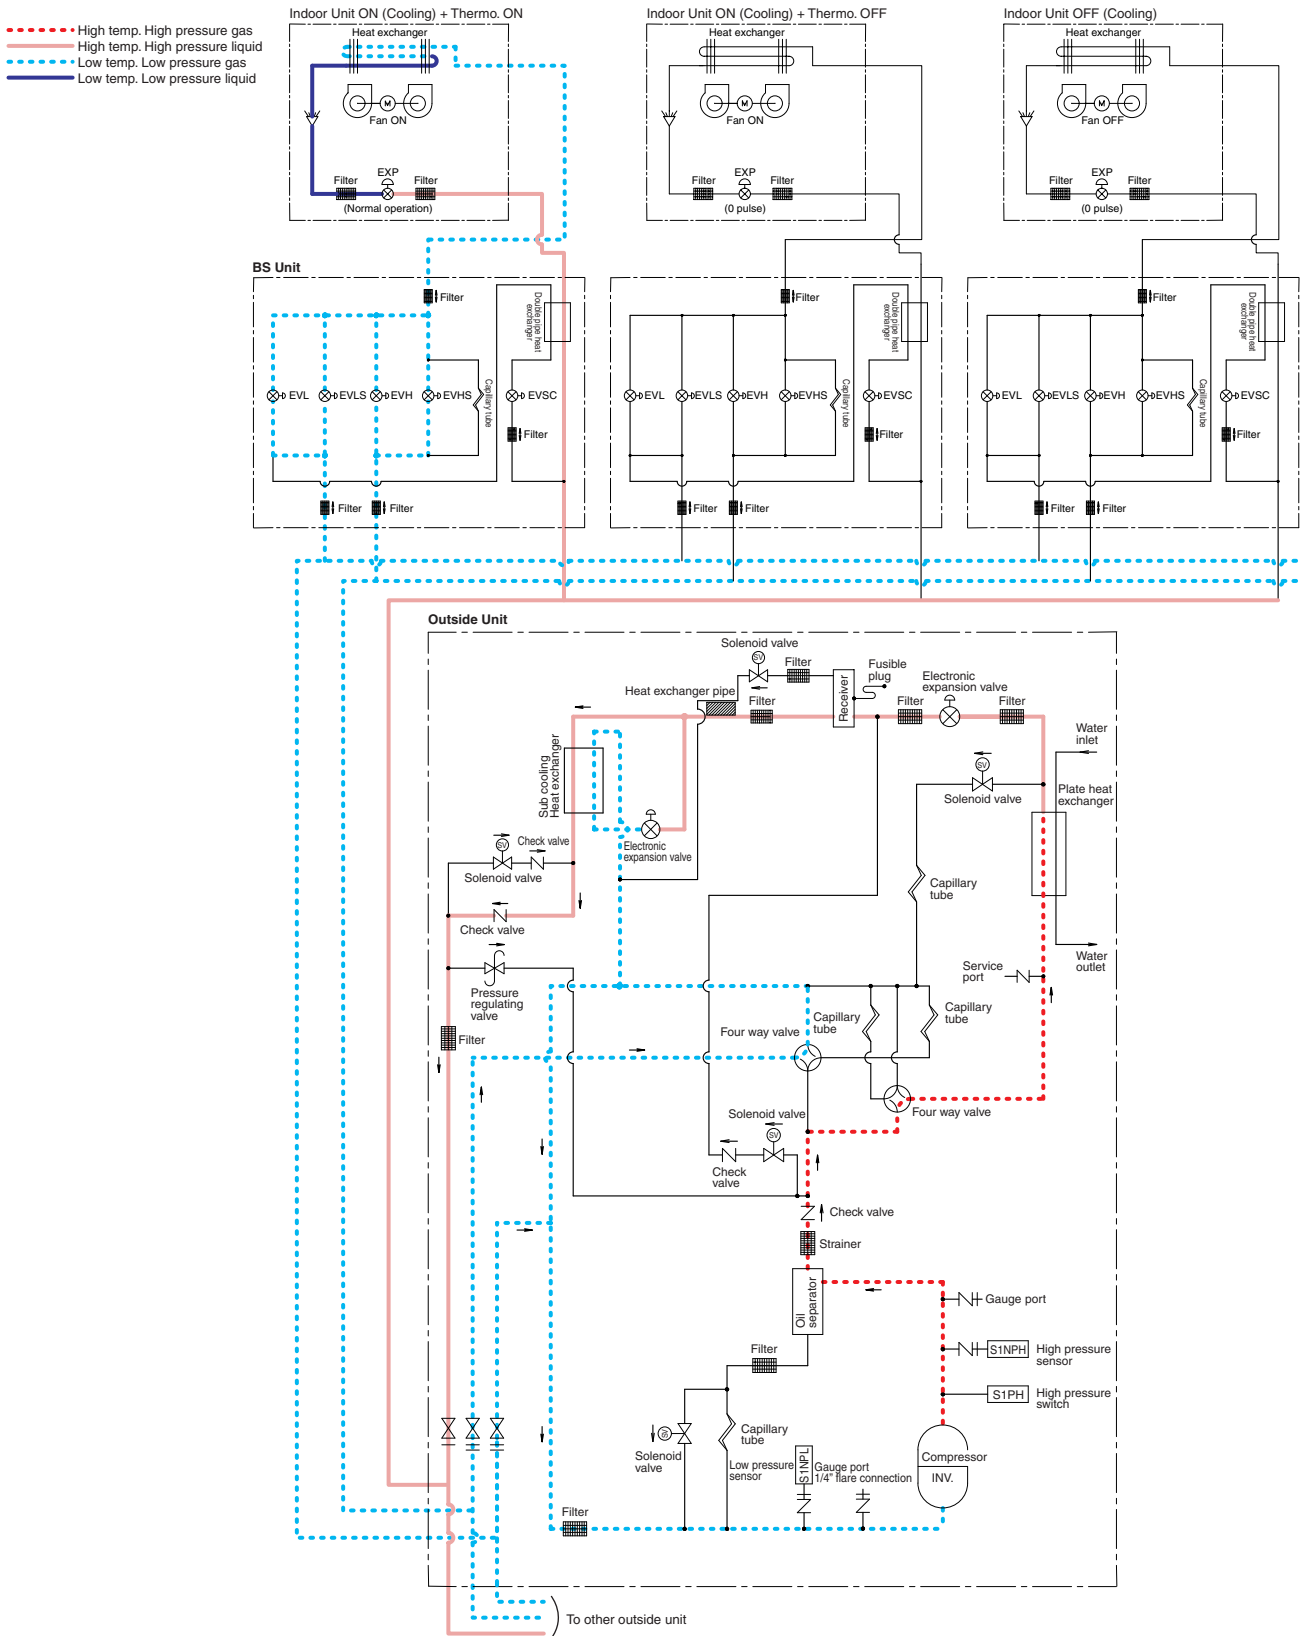 Indoor Unit ON (Cooling) + Thermo. ON
Indoor Unit ON (Cooling) + Thermo. OFF
Indoor Unit OFF (Cooling)
High temp. High pressure gas
High temp. High pressure liquid
Low temp. Low pressure gas
Low temp. Low pressure liquid
Heat exchanger
M
Fan ON
Filter
EXP
Filter
(Normal operation)
Heat exchanger
M
Fan ON
Filter
EXP
Filter
(0 pulse)
Heat exchanger
M
Fan OFF
Filter
EXP
Filter
(0 pulse)
BS Unit
Filter
Double pipe heat
exchanger
EVL
EVLS
EVH
EVHS
Capillary tube
EVSC
Filter
Filter
Filter
Filter
Double pipe heat
exchanger
EVL
EVLS
EVH
EVHS
Capillary tube
EVSC
Filter
Filter
Filter
Filter
Double pipe heat
exchanger
EVL
EVLS
EVH
EVHS
Capillary tube
EVSC
Filter
Filter
Filter
Outside Unit
Solenoid valve
SV
Filter
Receiver
Fusible
plug
Electronic
expansion valve
Heat exchanger pipe
Filter
Filter
Filter
Water
inlet
Sub cooling
Heat exchanger
SV
Solenoid valve
Plate heat
exchanger
Electronic
expansion valve
SV
Check valve
Solenoid valve
Capillary
tube
Check valve
Water
outlet
Service
port
Pressure
regulating
valve
Capillary
tube
Capillary
tube
Four way valve
Filter
Four way valve
Solenoid valve
SV
Check
valve
Check valve
Strainer
Oil
separator
Gauge port
S1NPH
High pressure
sensor
Filter
S1PH
High pressure
switch
SV
Solenoid
valve
Capillary
tube
Low pressure
sensor
S1NPL
Gauge port
1/4" flare connection
Compressor
INV.
Filter
To other outside unit